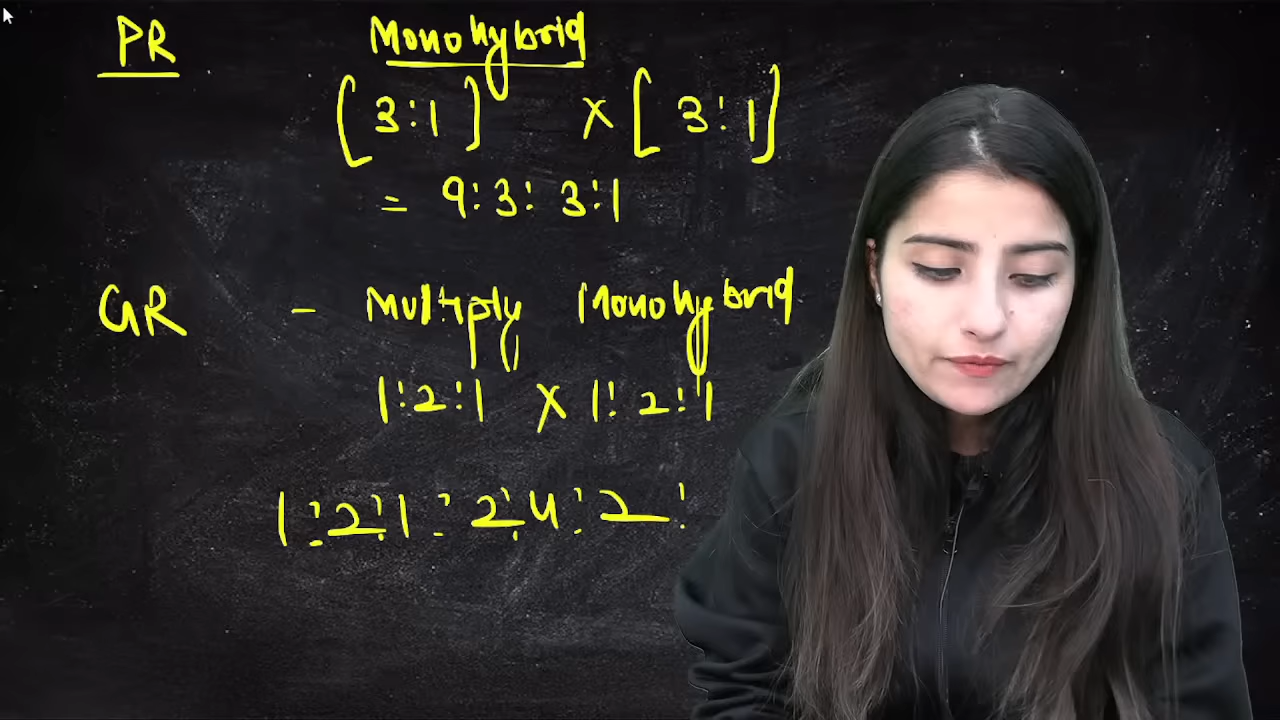 PR Monohybrid
[3:1] x [3:1]
= 9:3: 3:1
GR - Multiply Monohybrid
1:2:1 x 1:2:1
1:2:1:2:4:2: